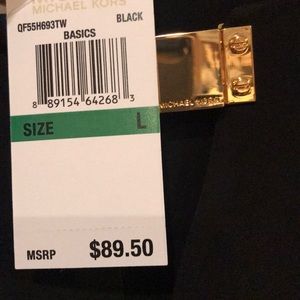 MICHAEL KORS
QF55H693TW BLACK
BASICS
8 89154 64268 3
SIZE L
MICHAEL KORS
MSRP $89.50